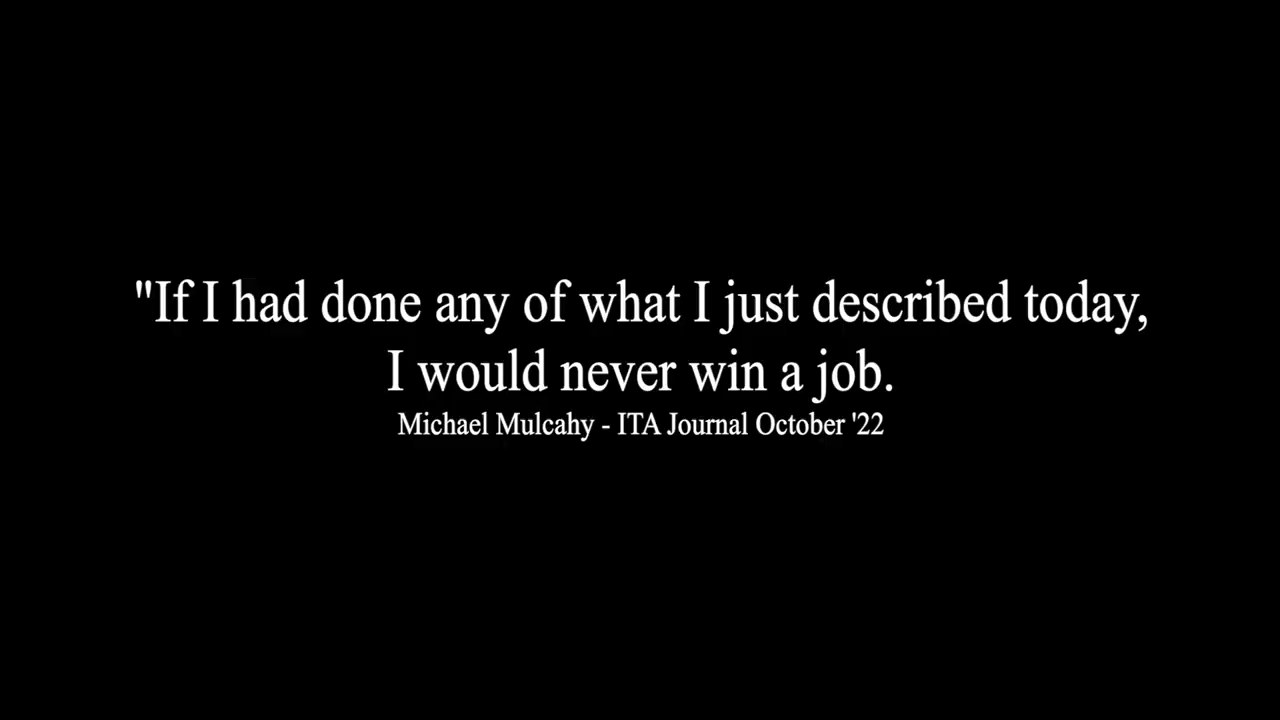 "If I had done any of what I just described today,
I would never win a job.
Michael Mulcahy - ITA Journal October '22